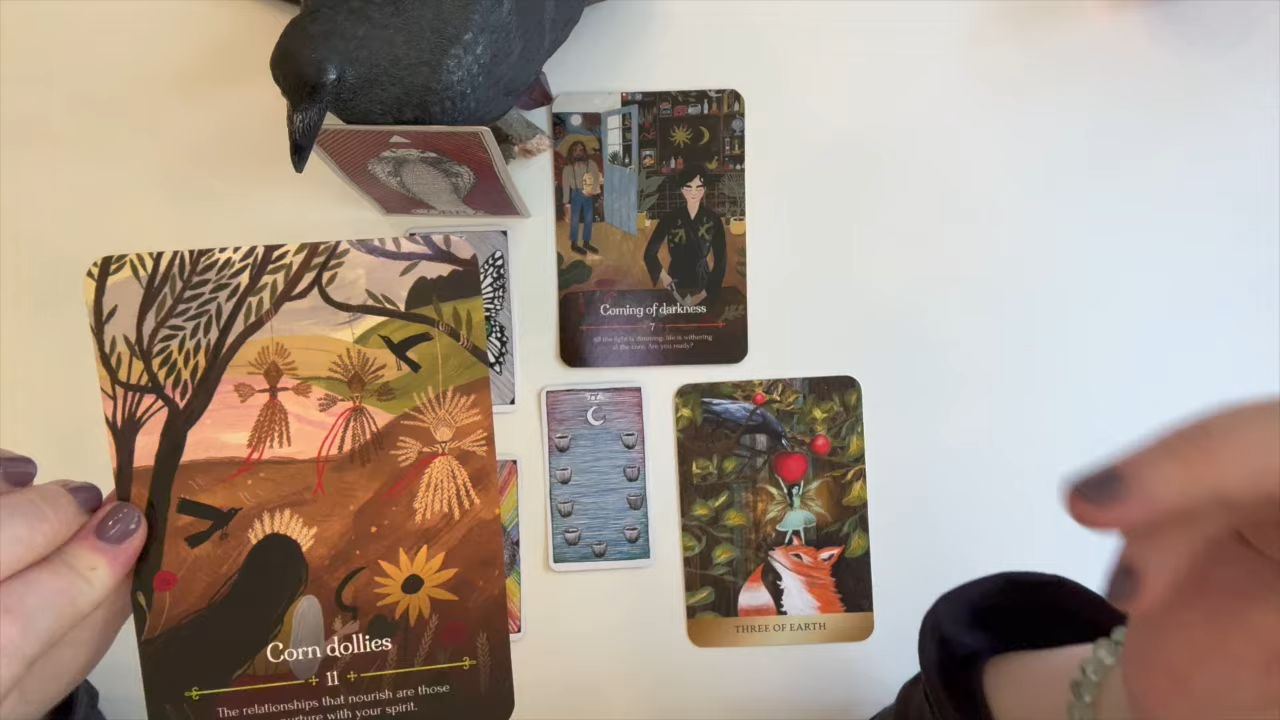 Coming of darkness
7
All the light is dimming, life is withering
at the core. Are you ready?
THREE OF EARTH
Corn dollies
11
The relationships that nourish are those
nurture with your spirit.